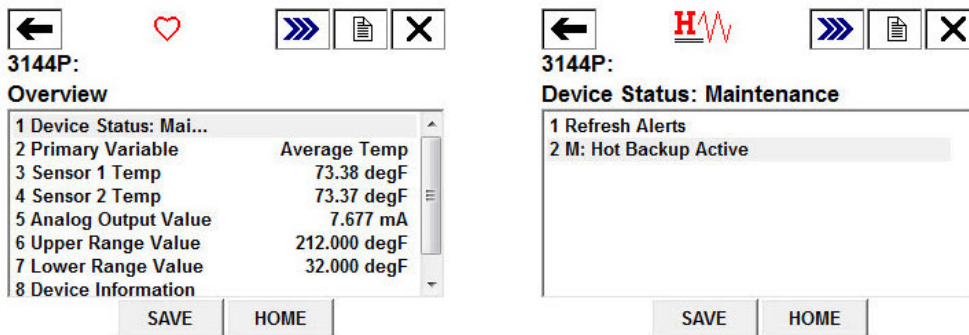 3144P:
Overview
1 Device Status: Mai...
2 Primary Variable Average Temp
3 Sensor 1 Temp 73.38 degF
4 Sensor 2 Temp 73.37 degF
5 Analog Output Value 7.677 mA
6 Upper Range Value 212.000 degF
7 Lower Range Value 32.000 degF
8 Device Information
SAVE HOME
H
3144P:
Device Status: Maintenance
1 Refresh Alerts
2 M: Hot Backup Active
SAVE HOME